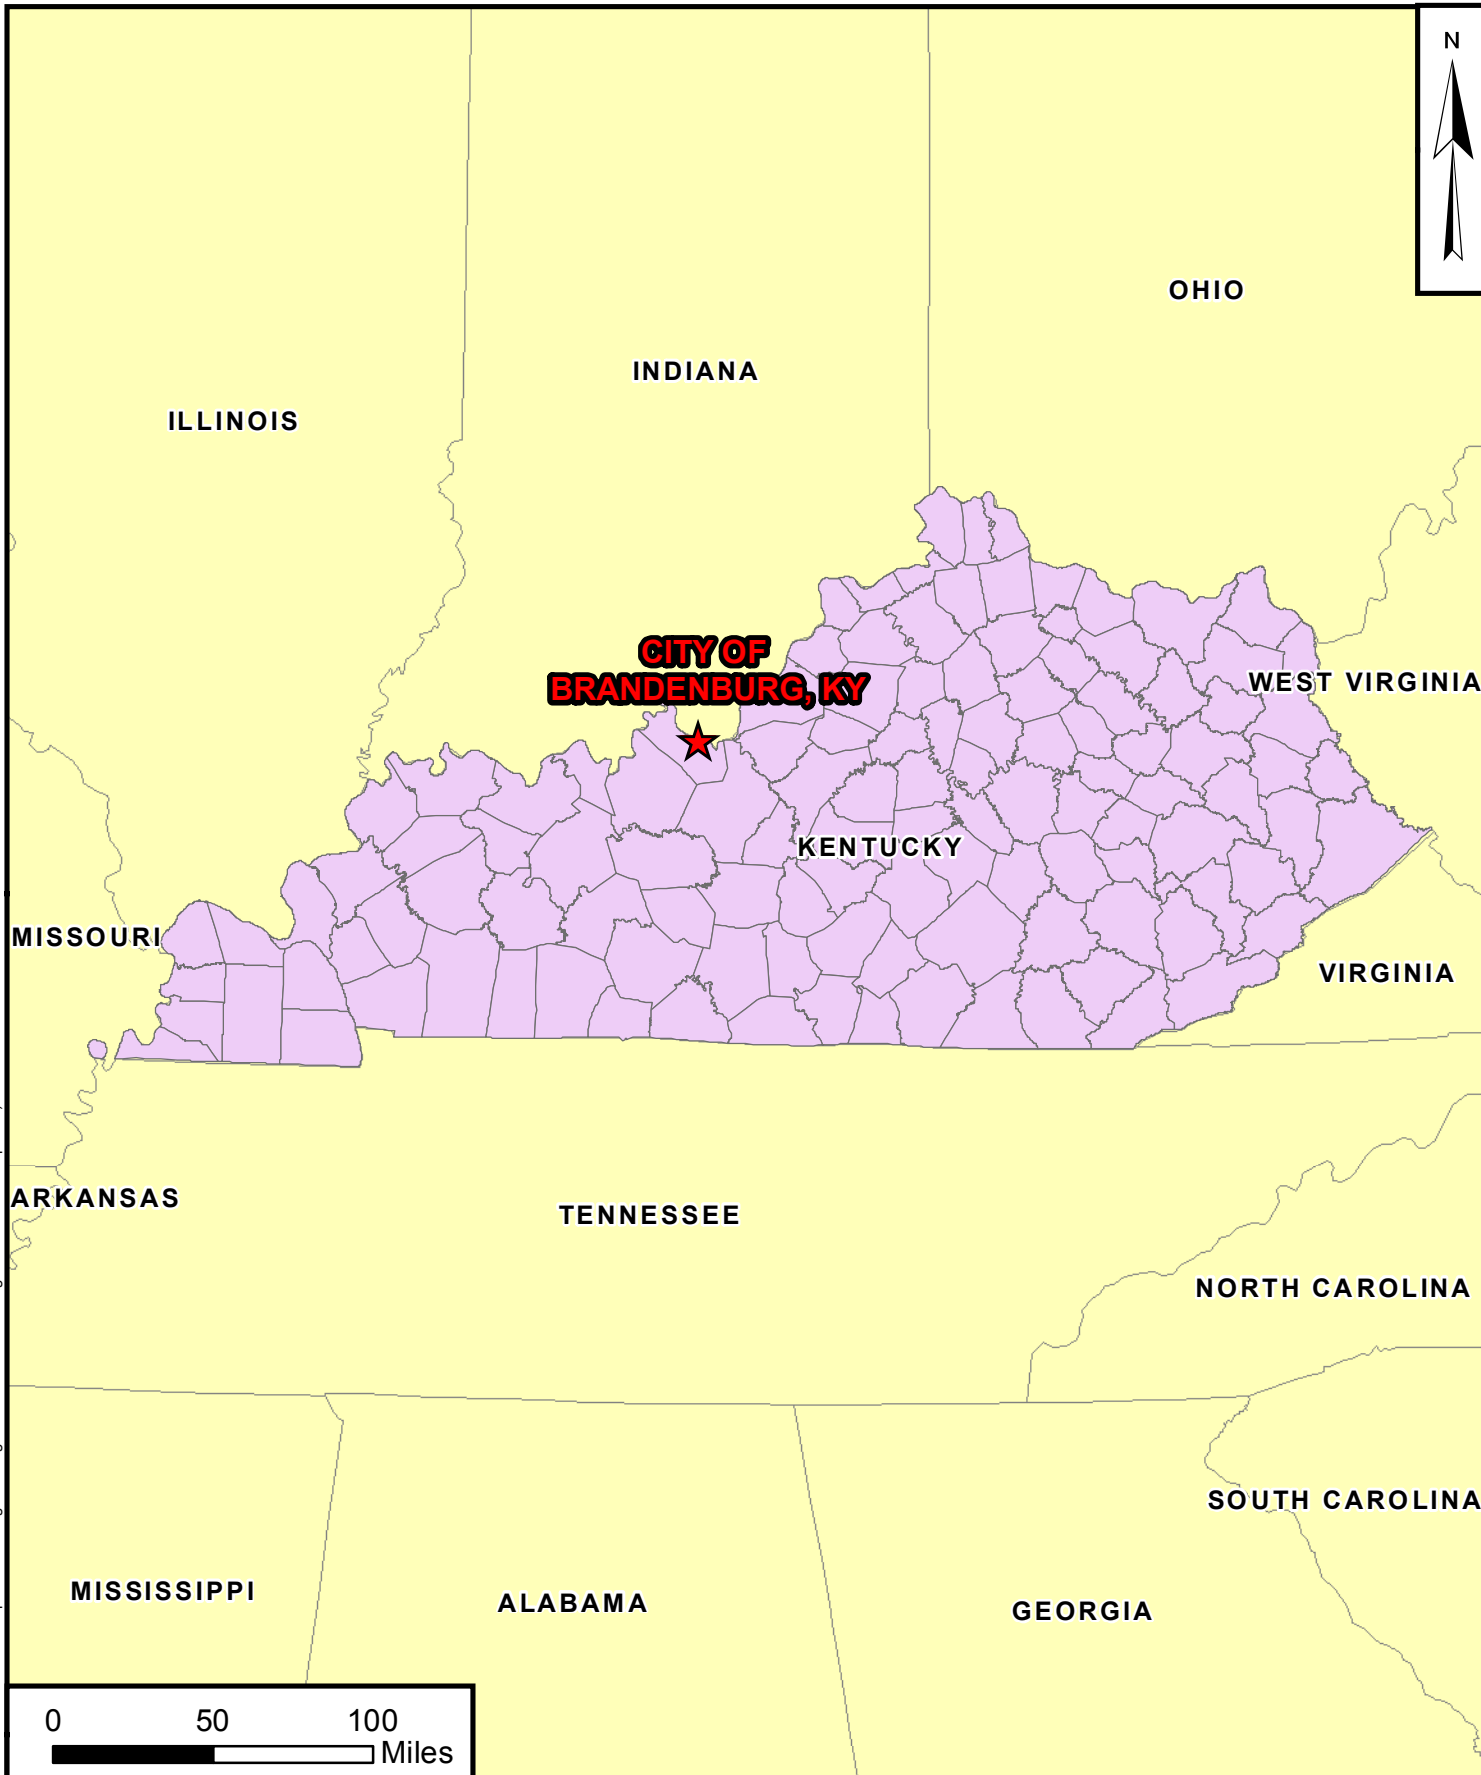 N
OHIO
INDIANA
ILLINOIS
CITY OF
BRANDENBURG, KY
WEST VIRGINIA
KENTUCKY
MISSOURI
VIRGINIA
ARKANSAS
TENNESSEE
NORTH CAROLINA
SOUTH CAROLINA
MISSISSIPPI
ALABAMA
GEORGIA
0 50 100
Miles